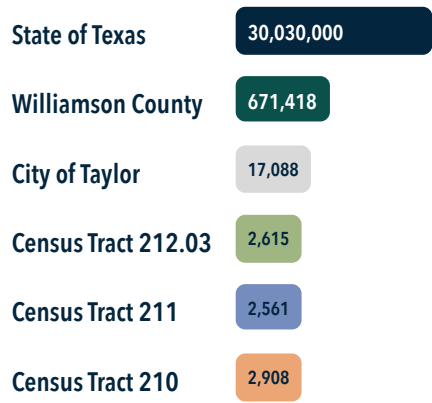 State of Texas 30,030,000
Williamson County 671,418
City of Taylor 17,088
Census Tract 212.03 2,615
Census Tract 211 2,561
Census Tract 210 2,908